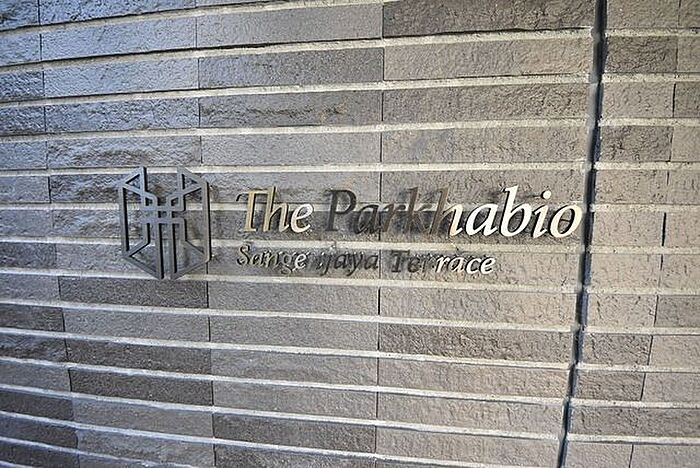 The Parkhabio
Sangenjaya Terrace